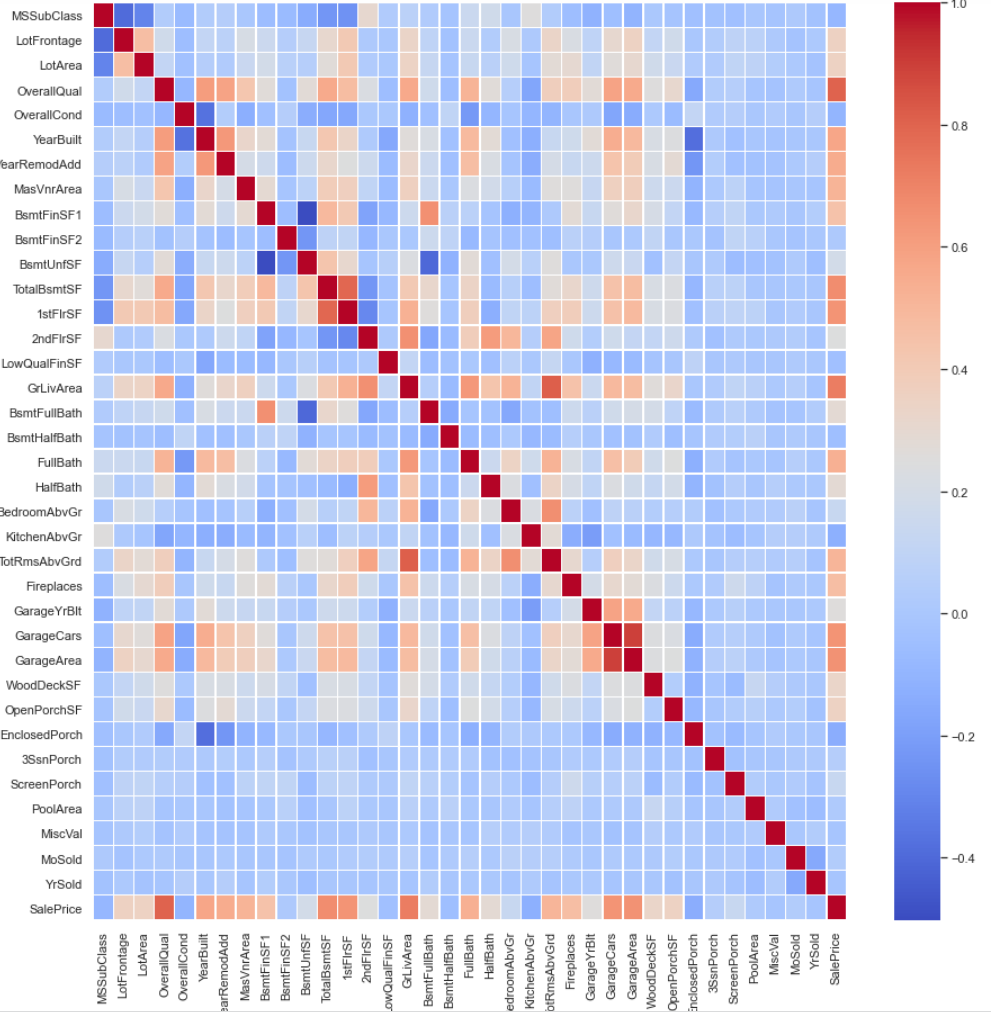 MSSubClass
LotFrontage
LotArea
OverallQual
OverallCond
YearBuilt
earRemodAdd
MasVnrArea
BsmtFinSF1
BsmtFinSF2
BsmtUnfSF
TotalBsmtSF
1stFlrSF
2ndFlrSF
LowQualFinSF
GrLivArea
BsmtFullBath
BsmtHalfBath
FullBath
HalfBath
BedroomAbvGr
KitchenAbvGr
TotRmsAbvGrd
Fireplaces
GarageYrBlt
GarageCars
GarageArea
WoodDeckSF
OpenPorchSF
EnclosedPorch
3SsnPorch
ScreenPorch
PoolArea
MiscVal
MoSold
YrSold
SalePrice
MSSubClass
LotFrontage
LotArea
OverallQual
OverallCond
YearBuilt
earRemodAdd
MasVnrArea
BsmtFinSF1
BsmtFinSF2
BsmtUnfSF
TotalBsmtSF
1stFlrSF
2ndFlrSF
owQualFinSF
GrLivArea
BsmtFullBath
BsmtHalfBath
FullBath
HalfBath
edroomAbvGr
KitchenAbvGr
otRmsAbvGrd
Fireplaces
GarageYrBlt
GarageCars
GarageArea
WoodDeckSF
OpenPorchSF
EnclosedPorch
3SsnPorch
ScreenPorch
PoolArea
MiscVal
MoSold
YrSold
SalePrice
1.0
0.8
0.6
0.4
0.2
0.0
−0.2
−0.4